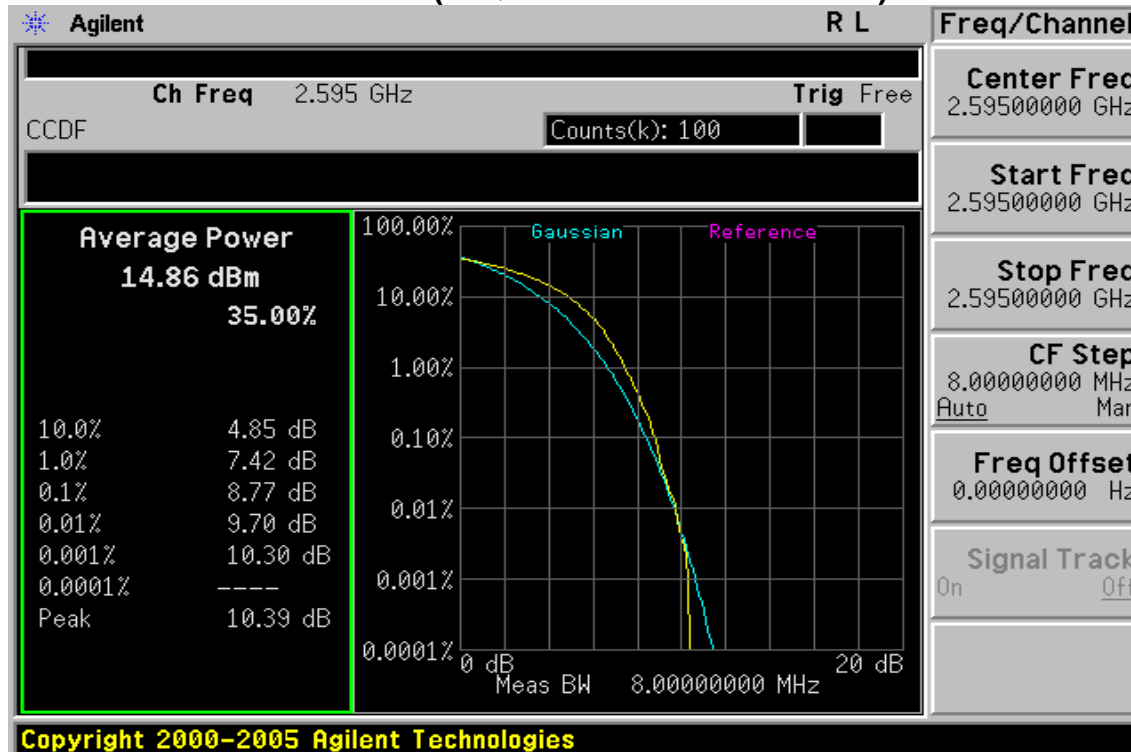 Agilent
R L
Freq/Channel
Ch Freq 2.595 GHz
Trig Free
CCDF
Counts(k): 100
Center Freq
2.59500000 GHz
Start Freq
2.59500000 GHz
Stop Freq
2.59500000 GHz
CF Step
8.00000000 MHz
Auto Man
Freq Offset
0.00000000 Hz
Signal Track
On Off
Average Power
14.86 dBm
35.00%
10.0% 4.85 dB
1.0% 7.42 dB
0.1% 8.77 dB
0.01% 9.70 dB
0.001% 10.30 dB
0.0001% ----
Peak 10.39 dB
Gaussian
Reference
100.00%
10.00%
1.00%
0.10%
0.01%
0.001%
0.0001%
0 dB
20 dB
Meas BW 8.00000000 MHz
Copyright 2000-2005 Agilent Technologies